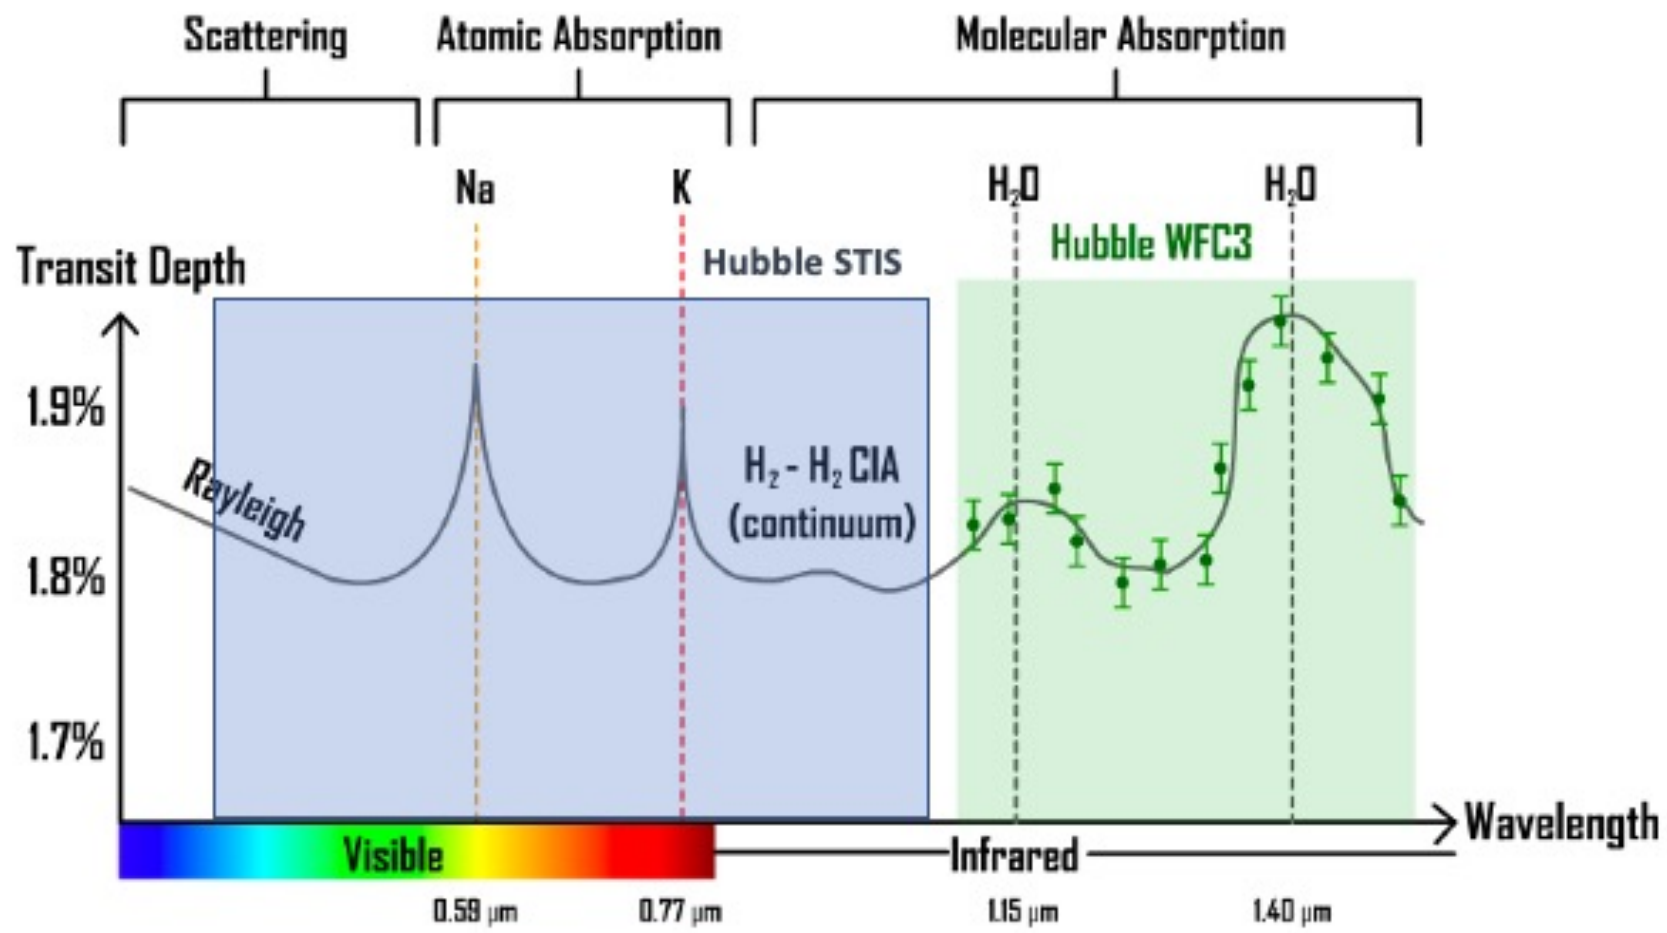 Scattering
Atomic Absorption
Molecular Absorption
Na
K
H₂O
H₂O
Hubble STIS
Hubble WFC3
Transit Depth
1.9%
1.8%
1.7%
Rayleigh
H₂ - H₂ CIA
(continuum)
Wavelength
Visible
Infrared
0.59 µm
0.77 µm
1.15 µm
1.40 µm